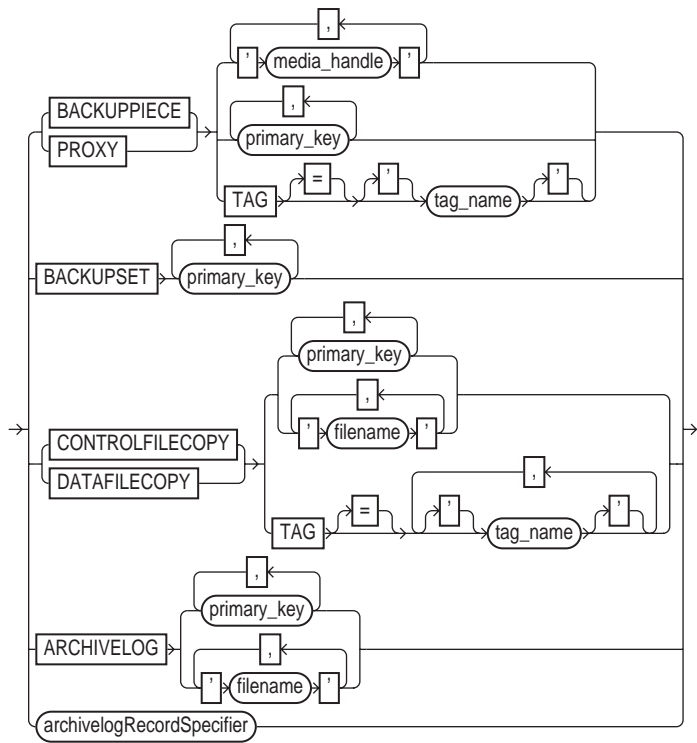 ,
' media_handle '
BACKUPPIECE
,
PROXY
primary_key
= ' '
TAG tag_name
,
BACKUPSET primary_key
,
primary_key
,
' filename '
CONTROLFILECOPY
DATAFILECOPY
,
= ' '
TAG tag_name
,
primary_key
ARCHIVELOG
,
' filename '
archivelogRecordSpecifier